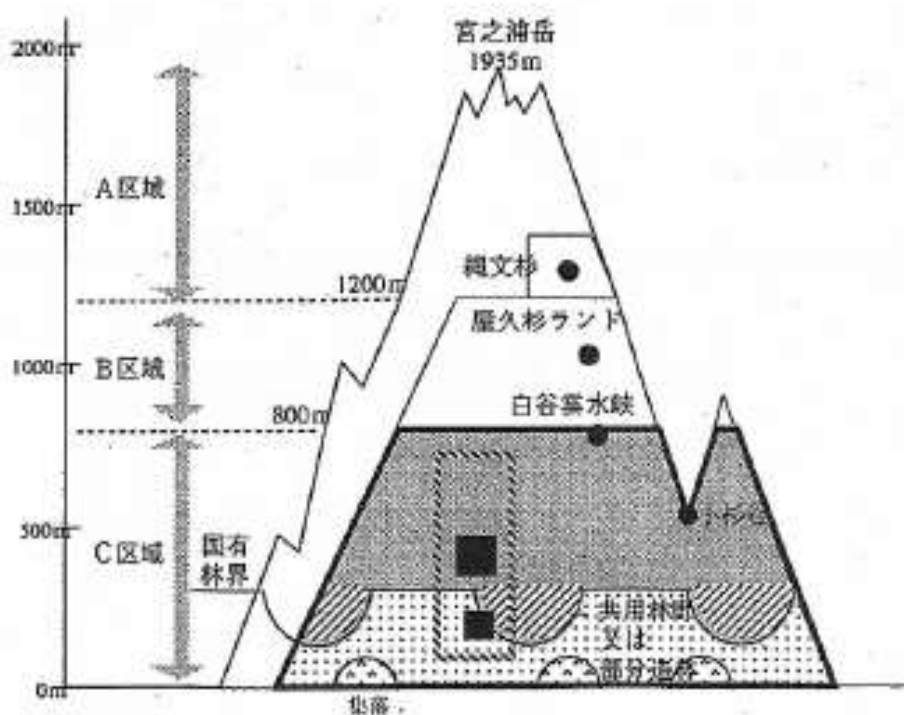 宮之浦岳
1935m
2000m
A区域
1500m
縄文杉
1200m
屋久杉ランド
1000m
B区域
白谷雲水峡
800m
500m
C区域
国有
林界
共用林野
又は
部分造林
0m
集落